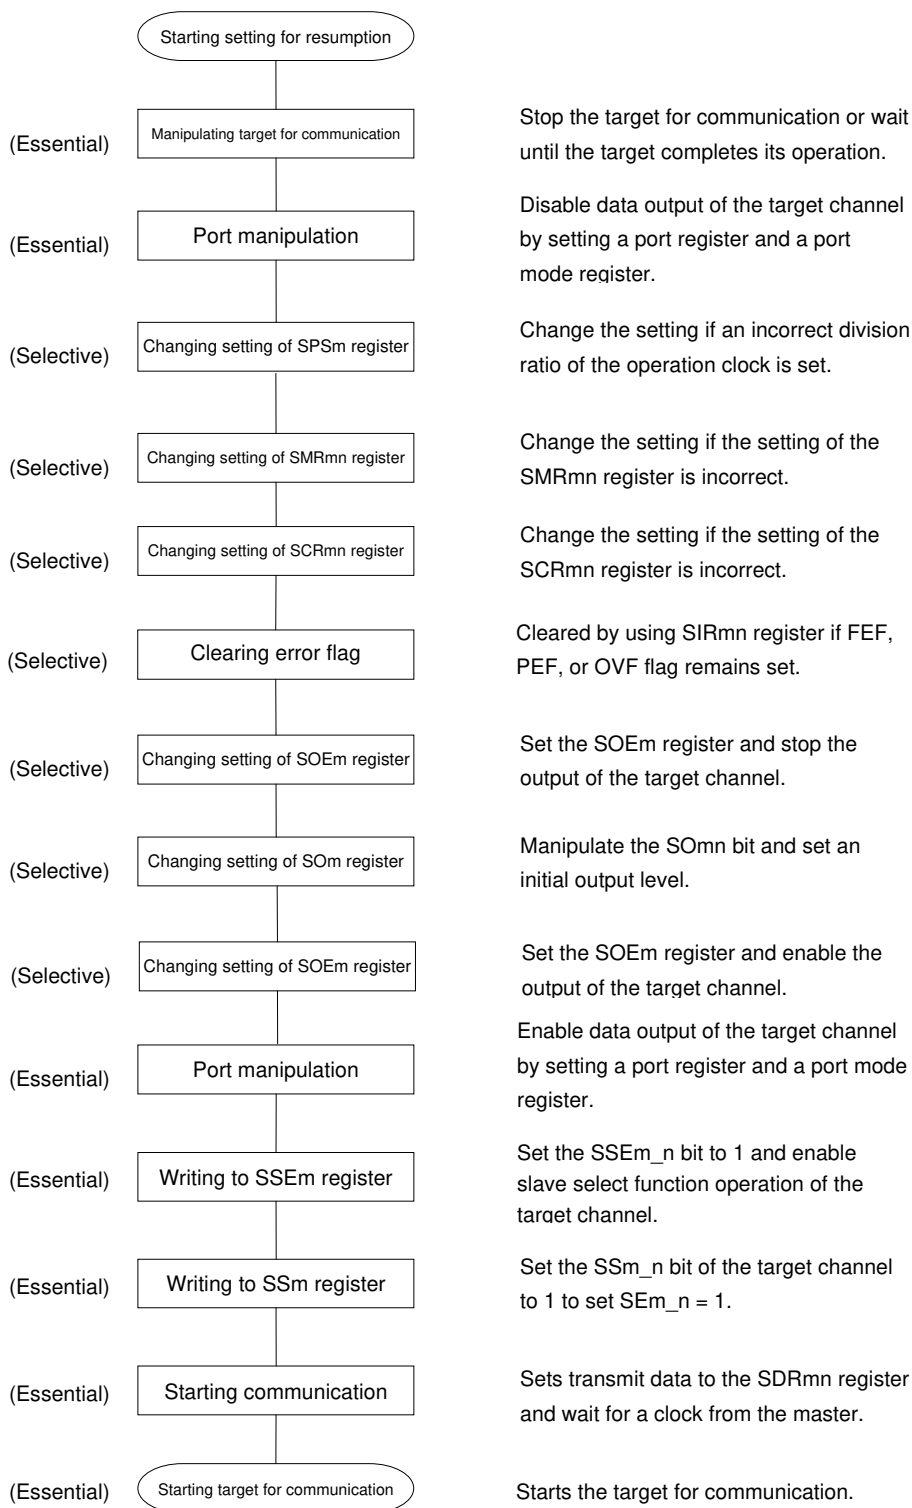 Starting setting for resumption
(Essential)
Manipulating target for communication
Stop the target for communication or wait
until the target completes its operation.
(Essential)
Port manipulation
Disable data output of the target channel
by setting a port register and a port
mode register.
(Selective)
Changing setting of SPSm register
Change the setting if an incorrect division
ratio of the operation clock is set.
(Selective)
Changing setting of SMRmn register
Change the setting if the setting of the
SMRmn register is incorrect.
(Selective)
Changing setting of SCRmn register
Change the setting if the setting of the
SCRmn register is incorrect.
(Selective)
Clearing error flag
Cleared by using SIRmn register if FEF,
PEF, or OVF flag remains set.
(Selective)
Changing setting of SOEm register
Set the SOEm register and stop the
output of the target channel.
(Selective)
Changing setting of SOm register
Manipulate the SOmn bit and set an
initial output level.
(Selective)
Changing setting of SOEm register
Set the SOEm register and enable the
output of the target channel.
(Essential)
Port manipulation
Enable data output of the target channel
by setting a port register and a port mode
register.
(Essential)
Writing to SSEm register
Set the SSEm_n bit to 1 and enable
slave select function operation of the
target channel.
(Essential)
Writing to SSm register
Set the SSm_n bit of the target channel
to 1 to set SEm_n = 1.
(Essential)
Starting communication
Sets transmit data to the SDRmn register
and wait for a clock from the master.
(Essential)
Starting target for communication
Starts the target for communication.